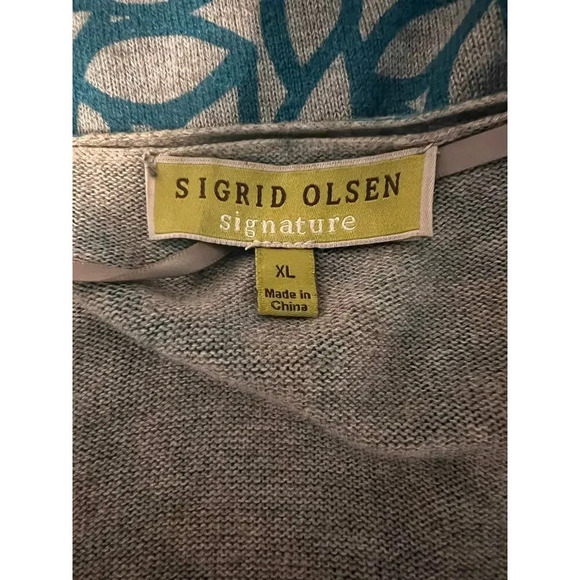 SIGRID OLSEN
signature
XL
Made in
China